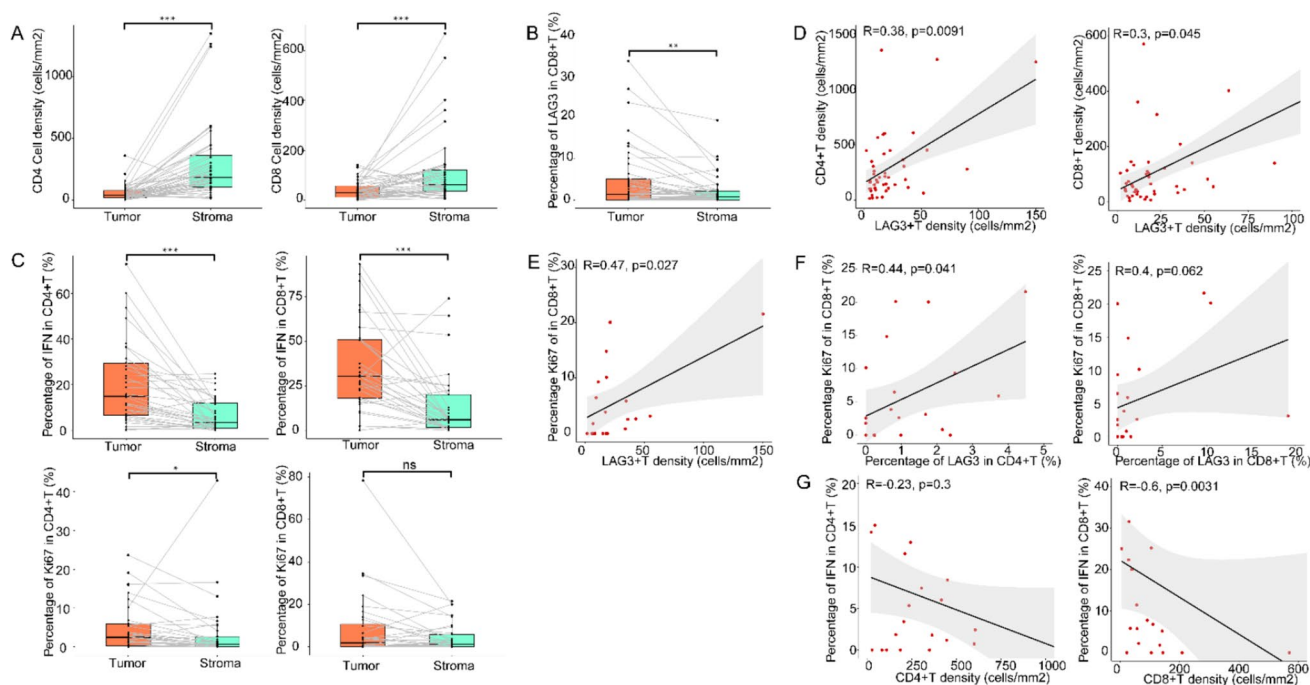 A
CD4 Cell density (cells/mm2)
1000
500
0
***
Tumor
Stroma
CD8 Cell density (cells/mm2)
600
400
200
0
***
Tumor
Stroma
B
Percentage of LAG3 in CD8+T (%)
40
30
20
10
0
**
Tumor
Stroma
D
CD4+T density (cells/mm2)
1500
1000
750
500
250
0
R=0.38, p=0.0091
0
50
100
150
LAG3+T density (cells/mm2)
CD8+T density (cells/mm2)
800
600
400
200
0
R=0.3, p=0.045
0
25
50
75
100
LAG3+T density (cells/mm2)
C
Percentage of IFN in CD4+T (%)
60
40
20
0
***
Tumor
Stroma
Percentage of IFN in CD8+T (%)
75
50
25
0
***
Tumor
Stroma
E
Percentage Ki67 of in CD8+T (%)
30
20
10
0
R=0.47, p=0.027
0
50
100
150
LAG3+T density (cells/mm2)
F
Percentage Ki67 of in CD8+T (%)
25
20
15
10
5
0
R=0.44, p=0.041
0
1
2
3
4
5
Percentage of LAG3 in CD4+T (%)
Percentage Ki67 of in CD8+T (%)
25
20
15
10
5
0
R=0.4, p=0.062
0
5
10
15
20
Percentage of LAG3 in CD8+T (%)
Percentage of Ki67 in CD4+T (%)
40
30
20
10
0
*
Tumor
Stroma
Percentage of Ki67 in CD8+T (%)
80
60
40
20
0
ns
Tumor
Stroma
G
Percentage of IFN in CD4+T (%)
20
15
10
5
0
R=-0.23, p=0.3
0
250
500
750
1000
CD4+T density (cells/mm2)
Percentage of IFN in CD8+T (%)
40
30
20
10
0
R=-0.6, p=0.0031
0
200
400
600
CD8+T density (cells/mm2)